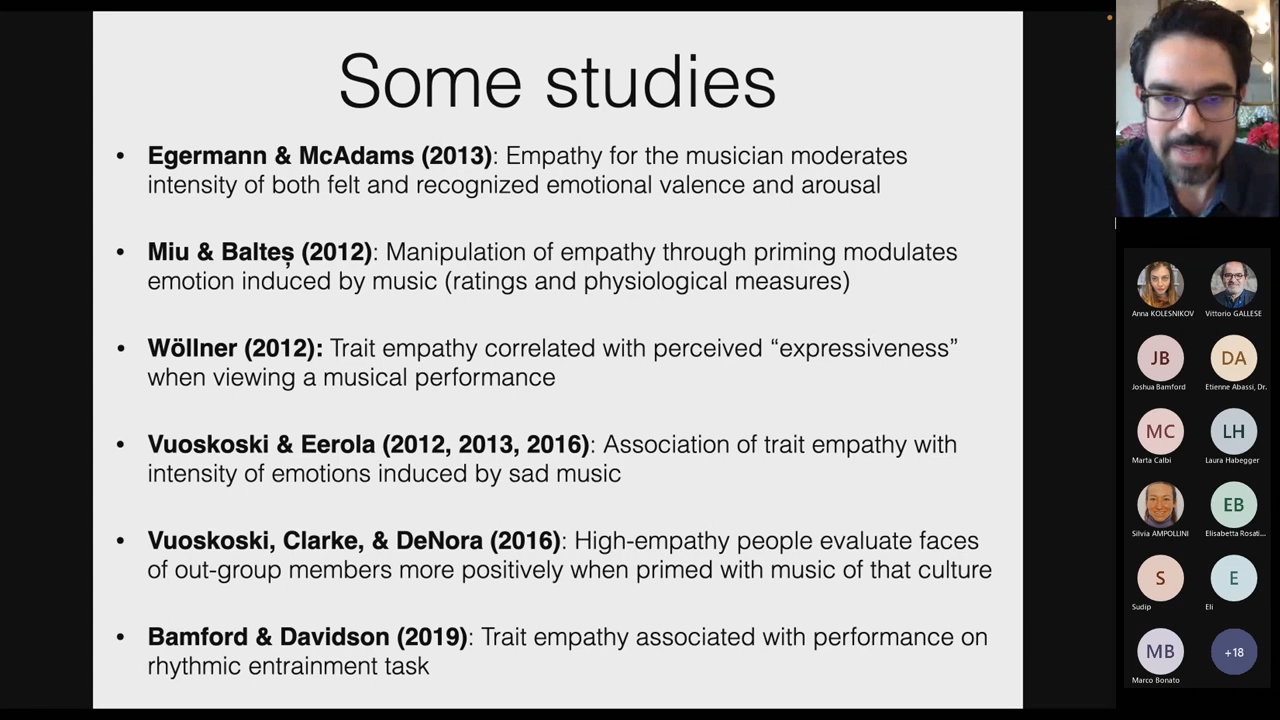 Some studies
• Egermann & McAdams (2013): Empathy for the musician moderates
intensity of both felt and recognized emotional valence and arousal
• Miu & Balteș (2012): Manipulation of empathy through priming modulates
emotion induced by music (ratings and physiological measures)
• Wöllner (2012): Trait empathy correlated with perceived “expressiveness”
when viewing a musical performance
• Vuoskoski & Eerola (2012, 2013, 2016): Association of trait empathy with
intensity of emotions induced by sad music
• Vuoskoski, Clarke, & DeNora (2016): High-empathy people evaluate faces
of out-group members more positively when primed with music of that culture
• Bamford & Davidson (2019): Trait empathy associated with performance on
rhythmic entrainment task
Anna KOLESNIKOV
Vittorio GALLESE
JB
DA
Joshua Bamford
Etienne Abassi, Dr.
MC
LH
Marta Calbi
Laura Habegger
EB
Silvia AMPOLLINI
Elisabetta Rosati...
S
E
Sudip
Eli
MB
+18
Marco Bonato